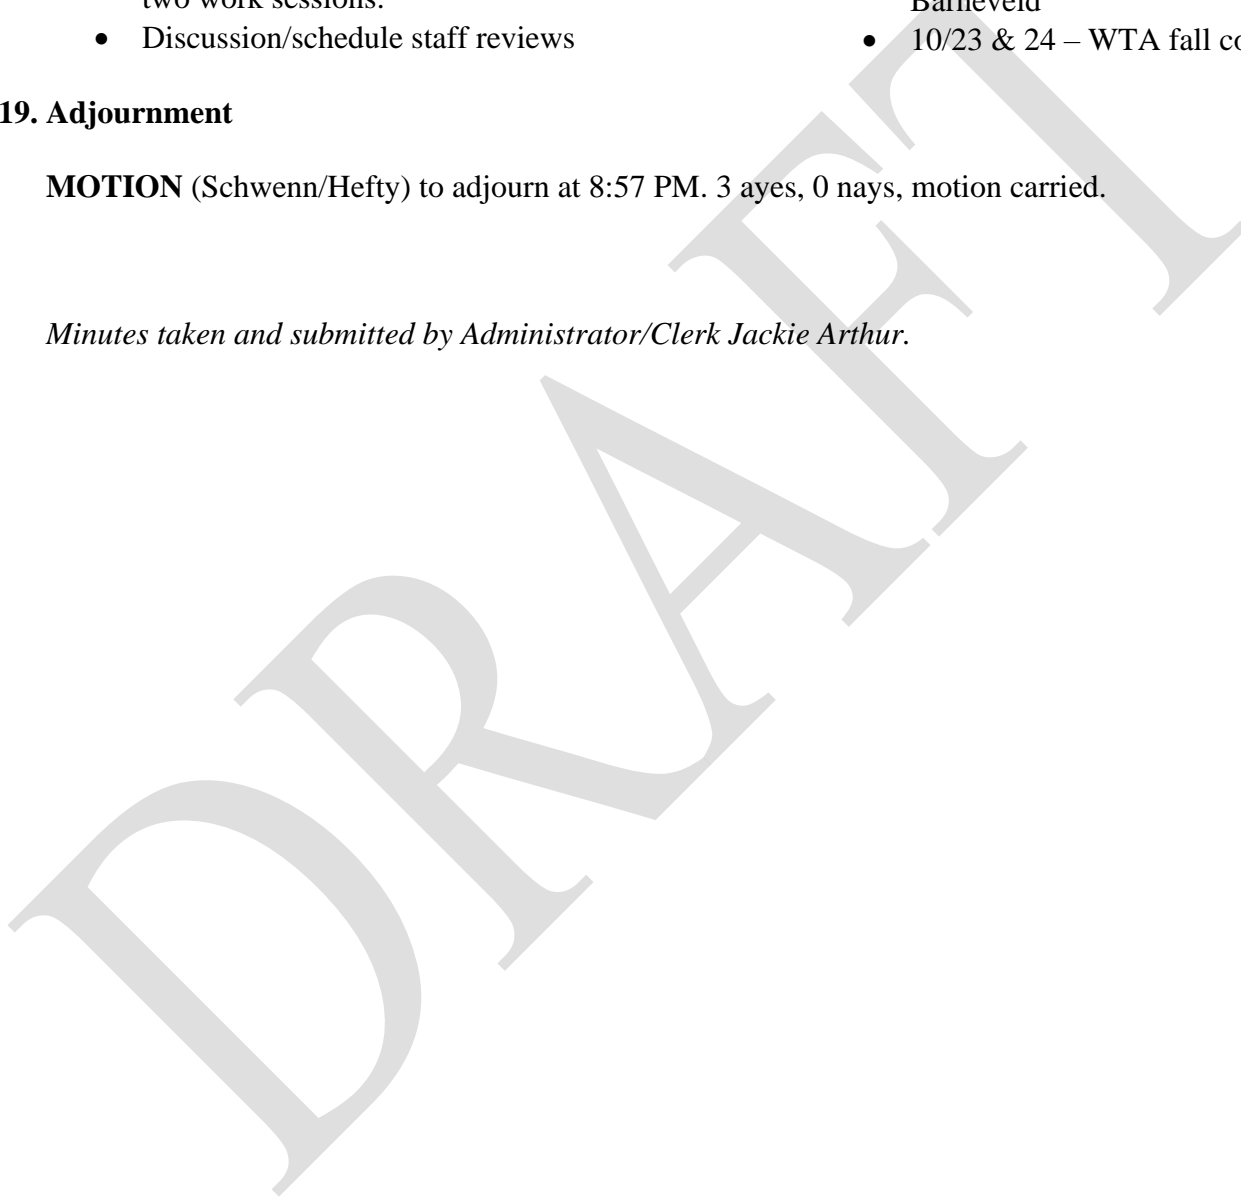 two work sessions.
Barneveld
• Discussion/schedule staff reviews
• 10/23 & 24 – WTA fall
19. Adjournment
MOTION (Schwenn/Hefty) to adjourn at 8:57 PM. 3 ayes, 0 nays, motion carried.
Minutes taken and submitted by Administrator/Clerk Jackie Arthur.
DRAFT